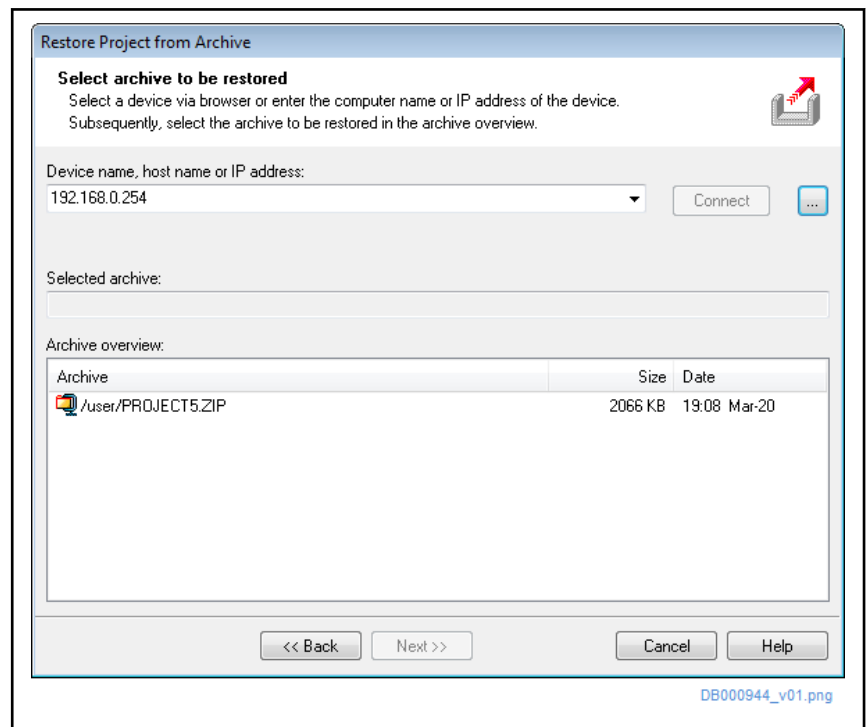 Restore Project from Archive
Select archive to be restored
Select a device via browser or enter the computer name or IP address of the device.
Subsequently, select the archive to be restored in the archive overview.
Device name, host name or IP address:
192.168.0.254
Connect ...
Selected archive:
Archive overview:
Archive Size Date
/user/PROJECT5.ZIP 2066 KB 19:08 Mar-20
<< Back Next >> Cancel Help
DB000944_v01.png